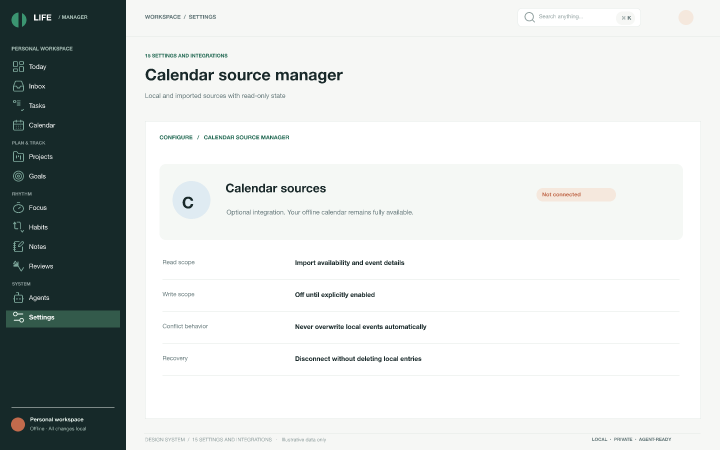 LIFE / MANAGER
PERSONAL WORKSPACE
Today
Inbox
Tasks
Calendar
PLAN & TRACK
Projects
Goals
RHYTHM
Focus
Habits
Notes
Reviews
SYSTEM
Agents
Settings
Personal workspace
Offline · All changes local
WORKSPACE / SETTINGS
Search anything...
⌘ K
15 SETTINGS AND INTEGRATIONS
Calendar source manager
Local and imported sources with read-only state
CONFIGURE / CALENDAR SOURCE MANAGER
C
Calendar sources
Optional integration. Your offline calendar remains fully available.
Not connected
Read scope Import availability and event details
Write scope Off until explicitly enabled
Conflict behavior Never overwrite local events automatically
Recovery Disconnect without deleting local entries
DESIGN SYSTEM / 15 SETTINGS AND INTEGRATIONS · Illustrative data only
LOCAL · PRIVATE · AGENT-READY